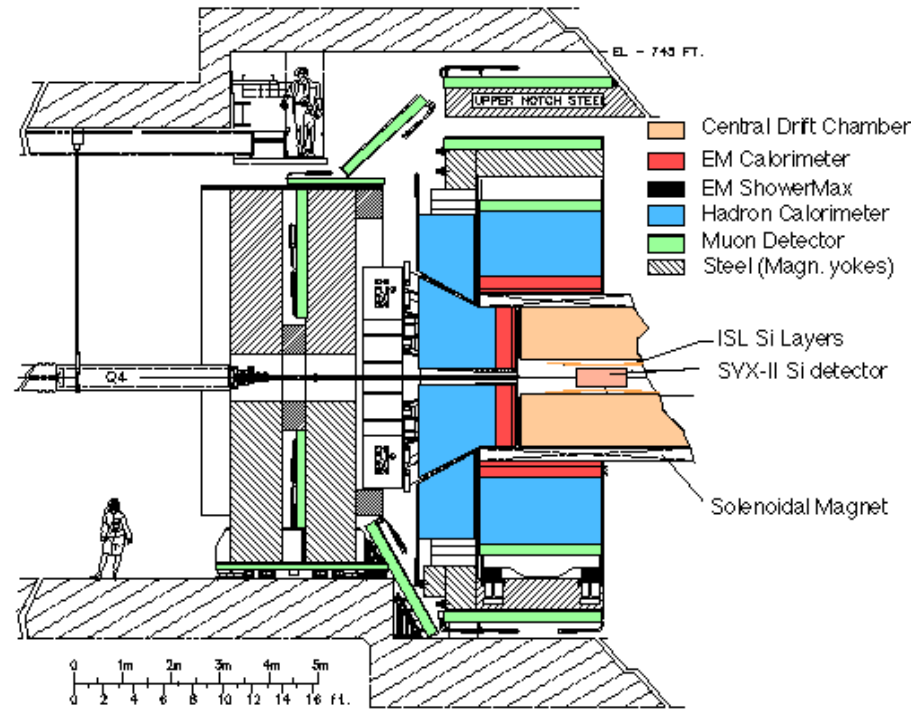 EL - 743 FT.
UPPER NOTCH STEEL
Central Drift Chamber
EM Calorimeter
EM ShowerMax
Hadron Calorimeter
Muon Detector
Steel (Magn. yokes)
ISL Si Layers
SVX-II Si detector
Q4
Solenoidal Magnet
0 1m 2m 3m 4m 5m
0 2 4 6 8 10 12 14 16 ft.